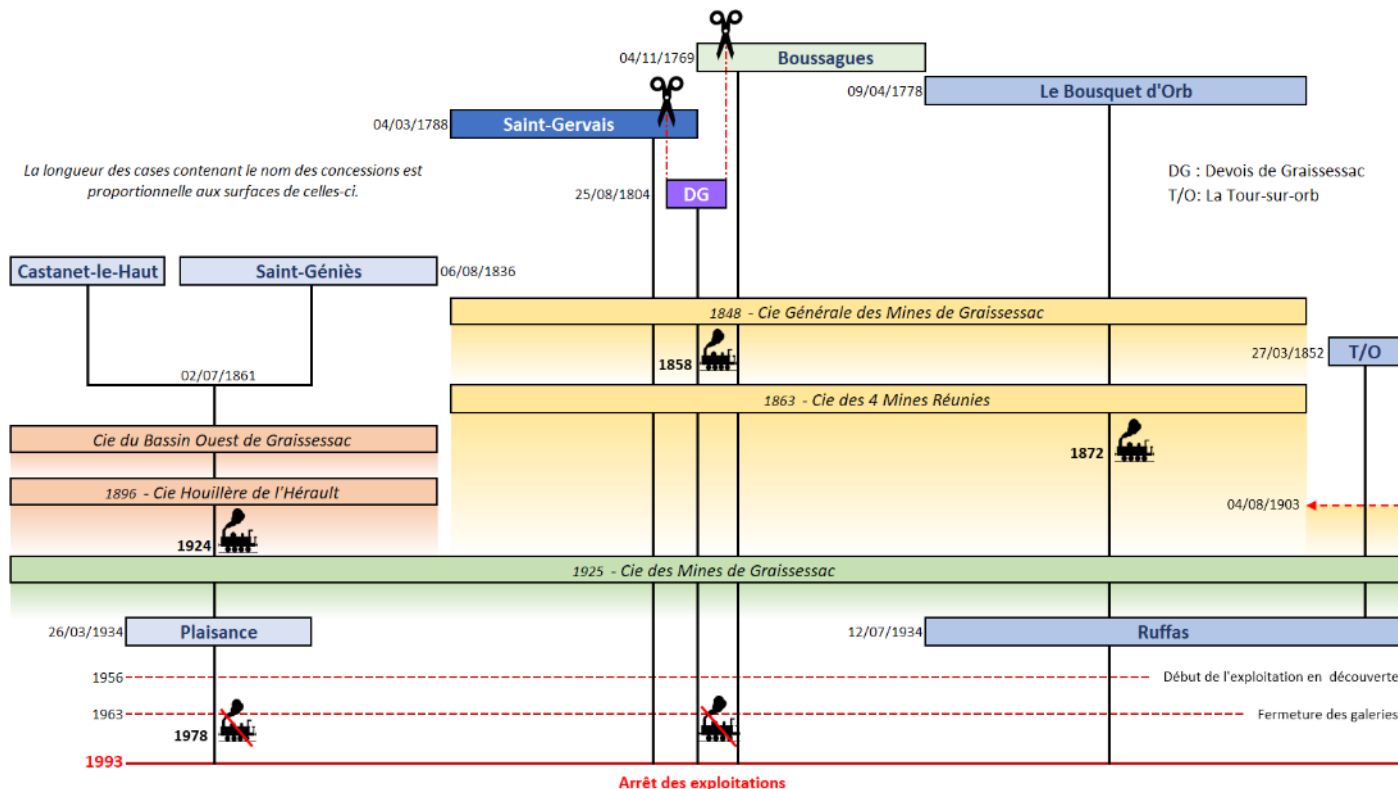 04/11/1769
Boussagues
09/04/1778
Le Bousquet d'Orb
04/03/1788
Saint-Gervais
La longueur des cases contenant le nom des concessions est
proportionnelle aux surfaces de celles-ci.
25/08/1804
DG
DG : Devois de Graissessac
T/O: La Tour-sur-orb
Castanet-le-Haut
Saint-Géniès
06/08/1836
1848 - Cie Générale des Mines de Graissessac
1858
27/03/1852
T/O
02/07/1861
1863 - Cie des 4 Mines Réunies
Cie du Bassin Ouest de Graissessac
1872
1896 - Cie Houillère de l'Hérault
04/08/1903
1924
1925 - Cie des Mines de Graissessac
26/03/1934
Plaisance
12/07/1934
Ruffas
1956
Début de l'exploitation en découverte
1963
Fermeture des galeries
1978
1993
Arrêt des exploitations